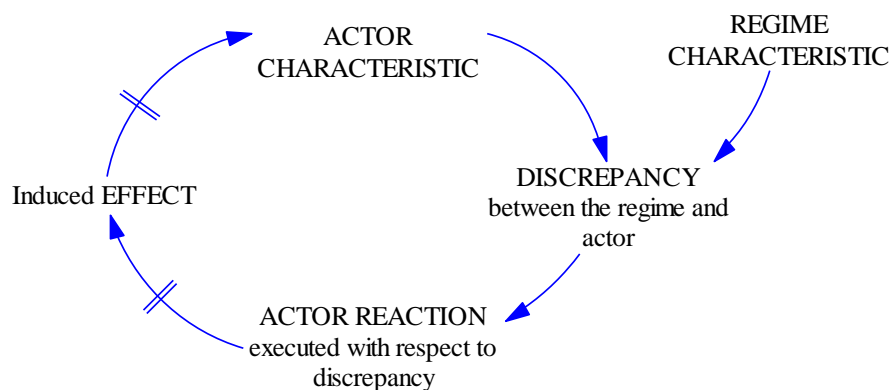 ACTOR
CHARACTERISTIC
REGIME
CHARACTERISTIC
DISCREPANCY
between the regime and
actor
Induced EFFECT
ACTOR REACTION
executed with respect to
discrepancy